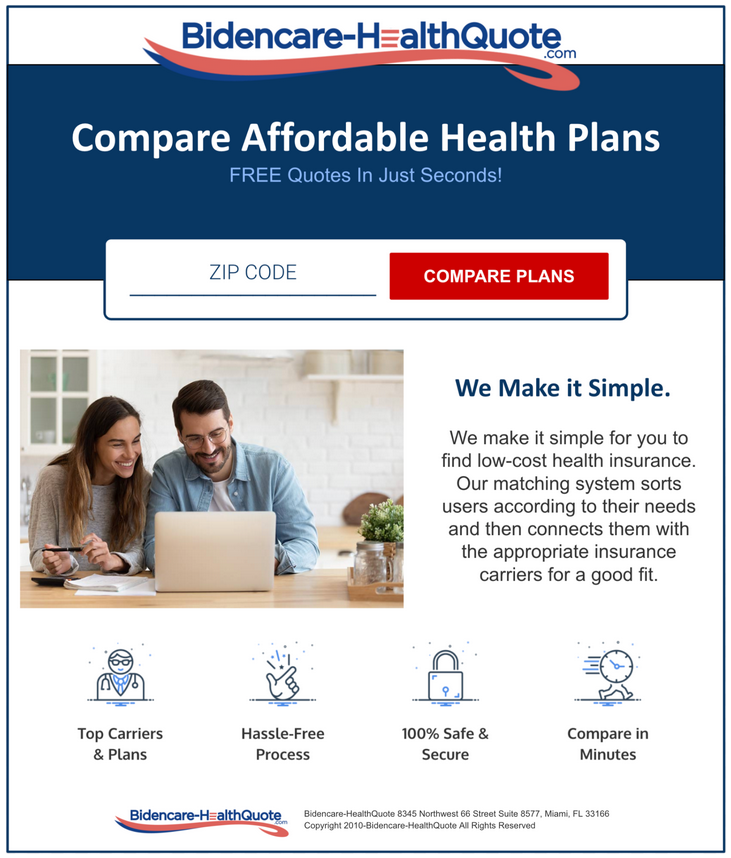 Bidencare-HealthQuote
.com
Compare Affordable Health Plans
FREE Quotes In Just Seconds!
ZIP CODE
COMPARE PLANS
We Make it Simple.
We make it simple for you to
find low-cost health insurance.
Our matching system sorts
users according to their needs
and then connects them with
the appropriate insurance
carriers for a good fit.
Top Carriers
& Plans
Hassle-Free
Process
100% Safe &
Secure
Compare in
Minutes
Bidencare-HealthQuote
.com
Bidencare-HealthQuote 8345 Northwest 66 Street Suite 8577, Miami, FL 33166
Copyright 2010-Bidencare-HealthQuote All Rights Reserved